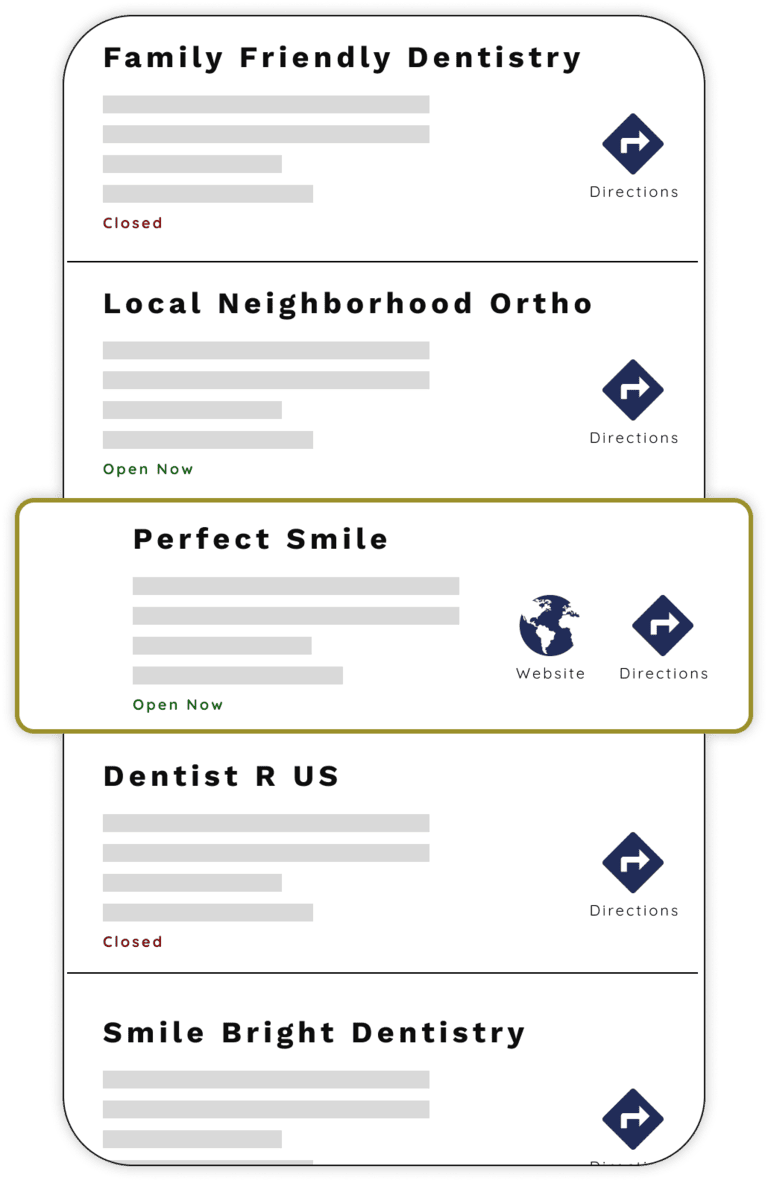 Family Friendly Dentistry
Directions
Closed
Local Neighborhood Ortho
Directions
Open Now
Perfect Smile
Website Directions
Open Now
Dentist R US
Directions
Closed
Smile Bright Dentistry